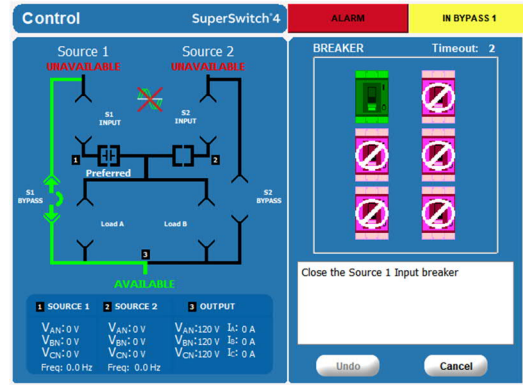 Control
SuperSwitch®4
ALARM
IN BYPASS 1
Source 1
Source 2
UNAVAILABLE
UNAVAILABLE
S1
INPUT
S2
INPUT
1
2
Preferred
S1
BYPASS
S2
BYPASS
Load A
Load B
3
AVAILABLE
1 SOURCE 1
2 SOURCE 2
3 OUTPUT
VAN: 0 V
VBN: 0 V
VCN: 0 V
Freq: 0.0 Hz
VAN: 0 V
VBN: 0 V
VCN: 0 V
Freq: 0.0 Hz
VAN: 120 V IA: 0 A
VBN: 120 V IB: 0 A
VCN: 120 V IC: 0 A
BREAKER
Timeout: 2
Close the Source 1 Input breaker
Undo
Cancel